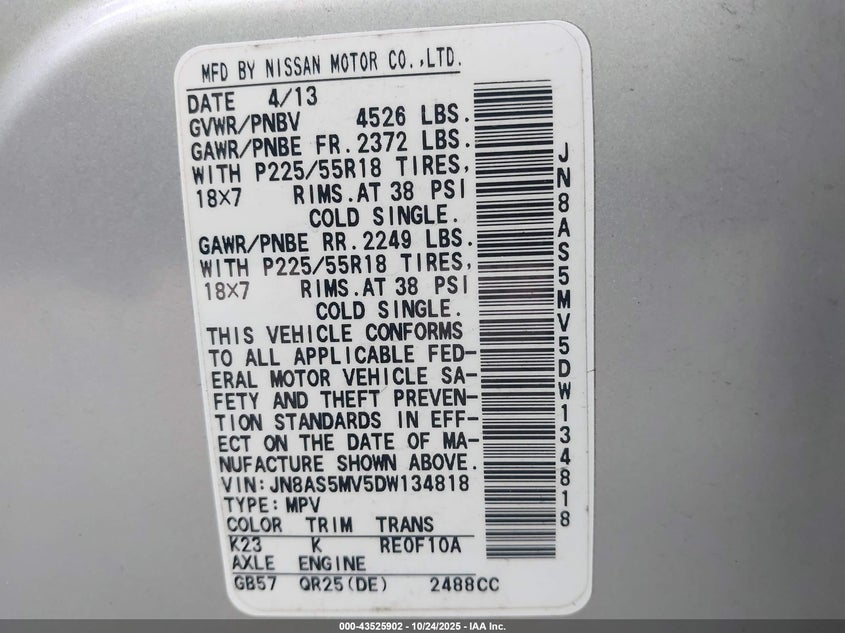 MFD BY NISSAN MOTOR CO.,LTD.
DATE 4/13
GVWR/PNBV 4526 LBS.
GAWR/PNBE FR.2372 LBS.
WITH P225/55R18 TIRES,
18X7 RIMS.AT 38 PSI
COLD SINGLE.
GAWR/PNBE RR.2249 LBS.
WITH P225/55R18 TIRES,
18X7 RIMS.AT 38 PSI
COLD SINGLE.
THIS VEHICLE CONFORMS
TO ALL APPLICABLE FED-
ERAL MOTOR VEHICLE SA-
FETY AND THEFT PREVEN-
TION STANDARDS IN EFF-
ECT ON THE DATE OF MA-
NUFACTURE SHOWN ABOVE.
VIN:JN8AS5MV5DW134818
TYPE:MPV
COLOR TRIM TRANS
K23 K RE0F10A
AXLE ENGINE
GB57 QR25(DE) 2488CC
JN8AS5MV5DW134818
000-43525902 - 10/24/2025 - IAA Inc.